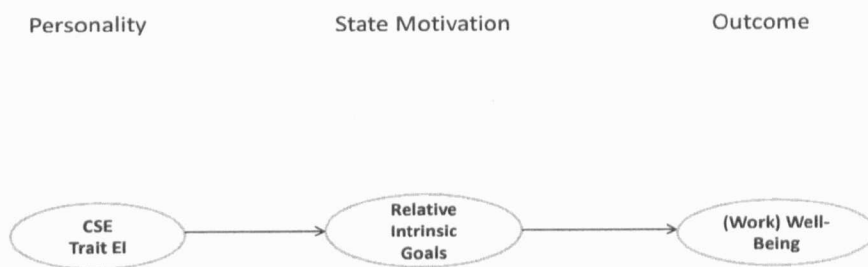 Personality State Motivation Outcome
CSE
Trait EI
Relative
Intrinsic
Goals
(Work) Well-
Being